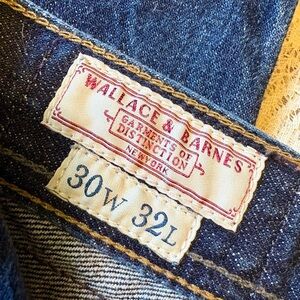 WALLACE & BARNES
GARMENTS OF
DISTINCTION
NEW YORK
30W 32L